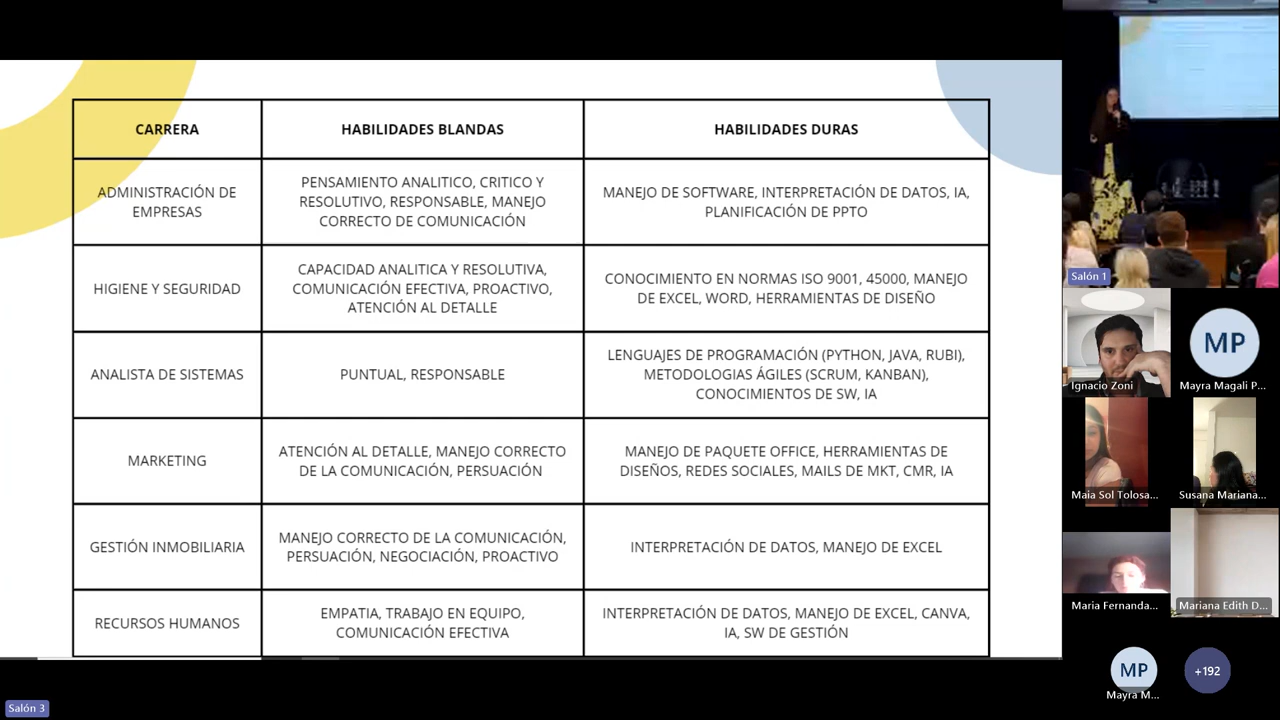 CARRERA
HABILIDADES BLANDAS
HABILIDADES DURAS
ADMINISTRACIÓN DE
EMPRESAS
PENSAMIENTO ANALITICO, CRITICO Y
RESOLUTIVO, RESPONSABLE, MANEJO
CORRECTO DE COMUNICACIÓN
MANEJO DE SOFTWARE, INTERPRETACIÓN DE DATOS, IA,
PLANIFICACIÓN DE PPTO
HIGIENE Y SEGURIDAD
CAPACIDAD ANALITICA Y RESOLUTIVA,
COMUNICACIÓN EFECTIVA, PROACTIVO,
ATENCIÓN AL DETALLE
CONOCIMIENTO EN NORMAS ISO 9001, 45000, MANEJO
DE EXCEL, WORD, HERRAMIENTAS DE DISEÑO
ANALISTA DE SISTEMAS
PUNTUAL, RESPONSABLE
LENGUAJES DE PROGRAMACIÓN (PYTHON, JAVA, RUBI),
METODOLOGIAS ÁGILES (SCRUM, KANBAN),
CONOCIMIENTOS DE SW, IA
MARKETING
ATENCIÓN AL DETALLE, MANEJO CORRECTO
DE LA COMUNICACIÓN, PERSUACIÓN
MANEJO DE PAQUETE OFFICE, HERRAMIENTAS DE
DISEÑOS, REDES SOCIALES, MAILS DE MKT, CMR, IA
GESTIÓN INMOBILIARIA
MANEJO CORRECTO DE LA COMUNICACIÓN,
PERSUACIÓN, NEGOCIACIÓN, PROACTIVO
INTERPRETACIÓN DE DATOS, MANEJO DE EXCEL
RECURSOS HUMANOS
EMPATIA, TRABAJO EN EQUIPO,
COMUNICACIÓN EFECTIVA
INTERPRETACIÓN DE DATOS, MANEJO DE EXCEL, CANVA,
IA, SW DE GESTIÓN
Salón 3
Salón 1
Ignacio Zoni
MP
Mayra Magali P...
Maia Sol Tolosa...
Susana Mariana...
Maria Fernanda...
Mariana Edith D...
MP
Mayra M...
+192